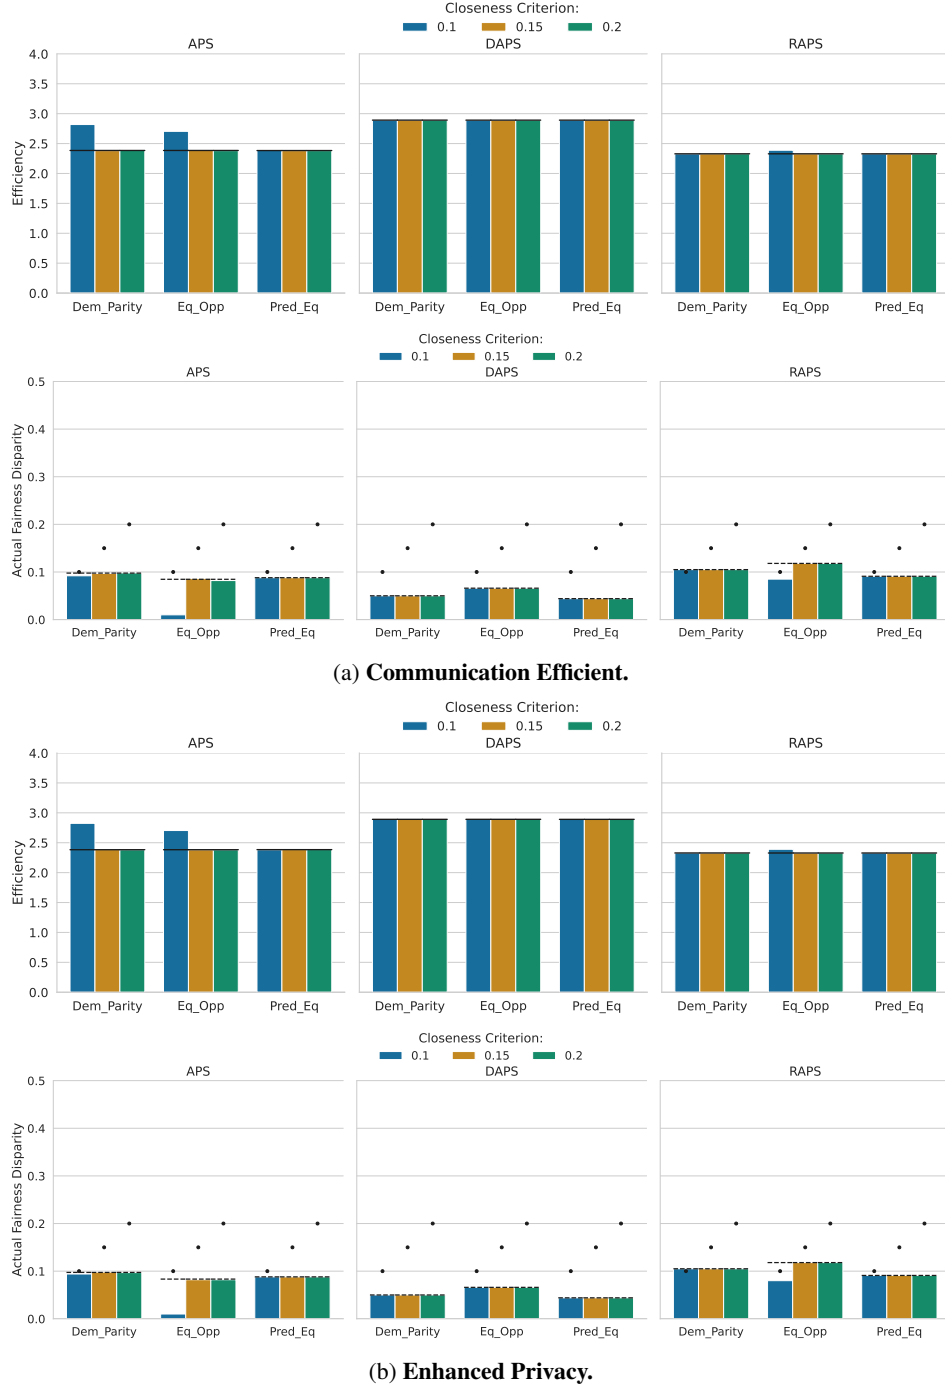 Closeness Criterion:
0.1 0.15 0.2
APS DAPS RAPS
Efficiency
4.0
3.5
3.0
2.5
2.0
1.5
1.0
0.5
0.0
Dem_Parity Eq_Opp Pred_Eq Dem_Parity Eq_Opp Pred_Eq Dem_Parity Eq_Opp Pred_Eq
Closeness Criterion:
0.1 0.15 0.2
APS DAPS RAPS
Actual Fairness Disparity
0.5
0.4
0.3
0.2
0.1
0.0
Dem_Parity Eq_Opp Pred_Eq Dem_Parity Eq_Opp Pred_Eq Dem_Parity Eq_Opp Pred_Eq
(a) Communication Efficient.
Closeness Criterion:
0.1 0.15 0.2
APS DAPS RAPS
Efficiency
4.0
3.5
3.0
2.5
2.0
1.5
1.0
0.5
0.0
Dem_Parity Eq_Opp Pred_Eq Dem_Parity Eq_Opp Pred_Eq Dem_Parity Eq_Opp Pred_Eq
Closeness Criterion:
0.1 0.15 0.2
APS DAPS RAPS
Actual Fairness Disparity
0.5
0.4
0.3
0.2
0.1
0.0
Dem_Parity Eq_Opp Pred_Eq Dem_Parity Eq_Opp Pred_Eq Dem_Parity Eq_Opp Pred_Eq
(b) Enhanced Privacy.